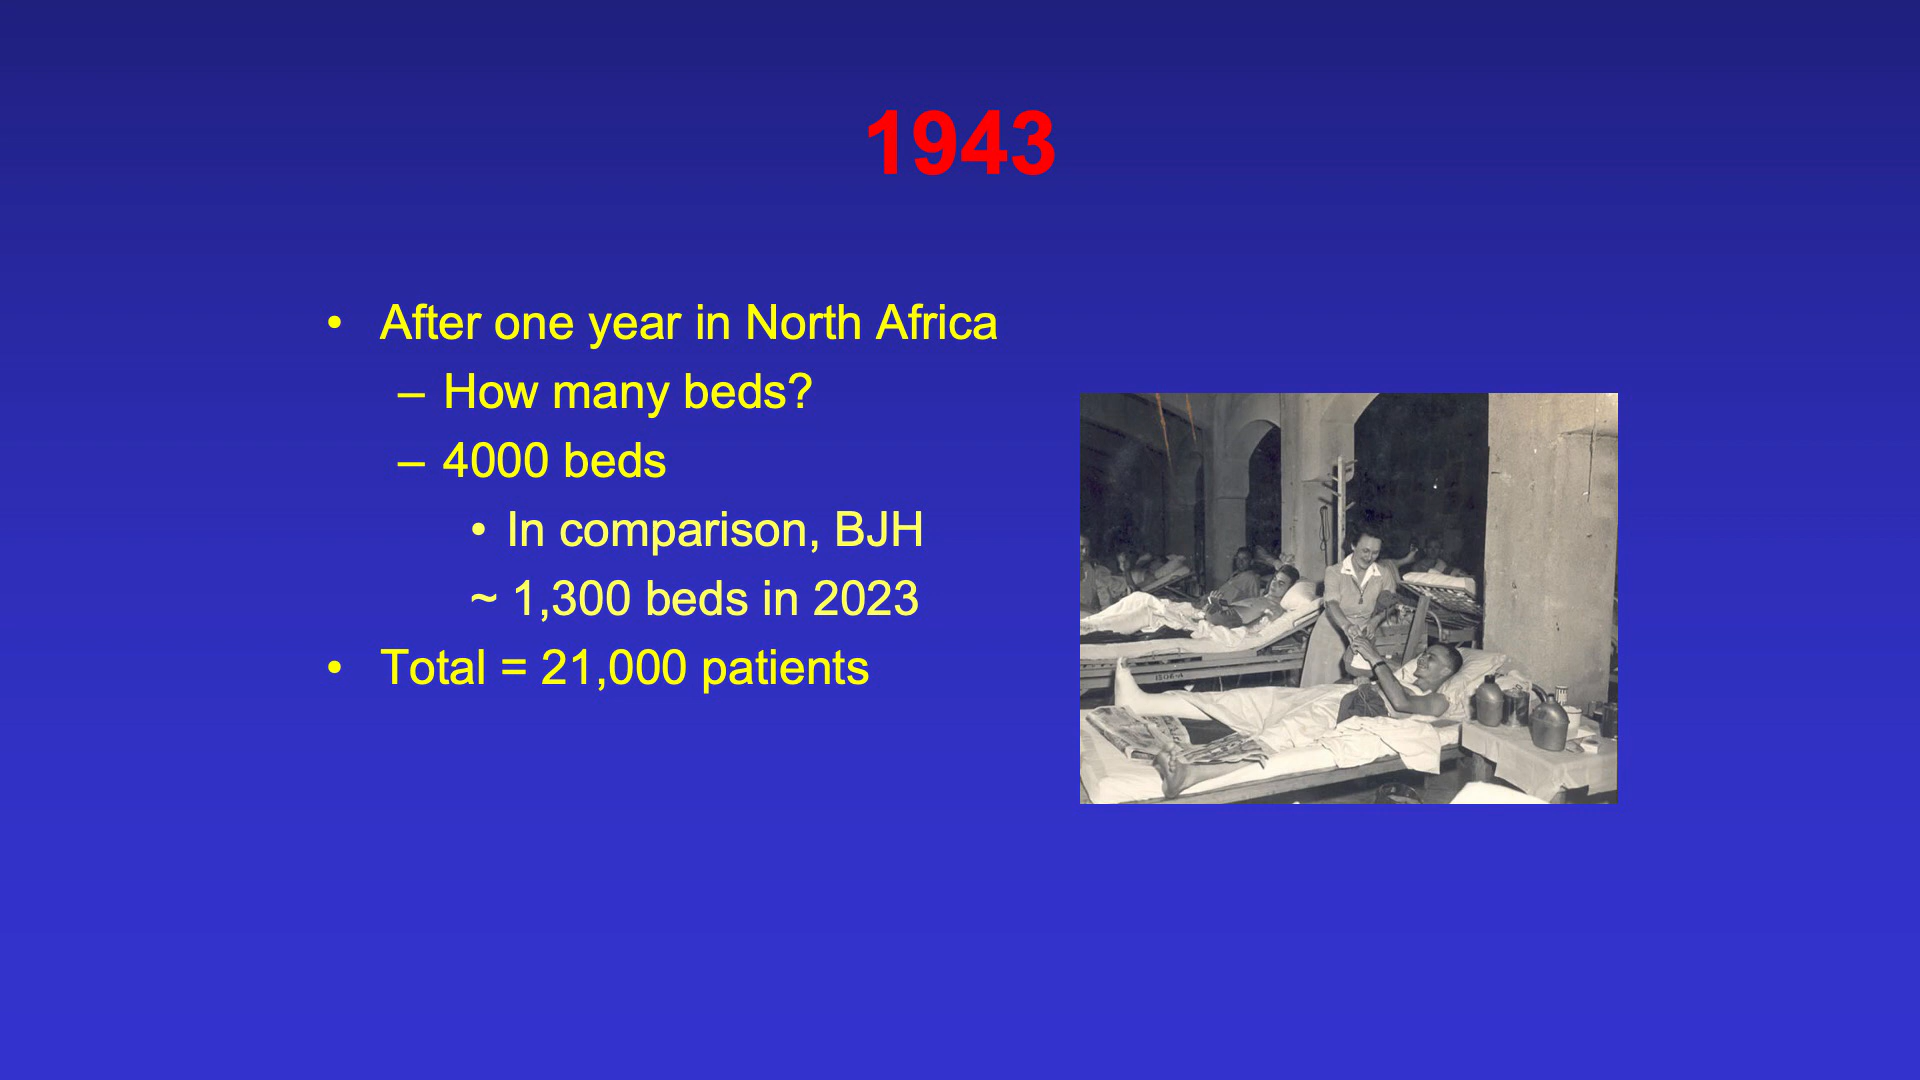 1943
• After one year in North Africa
– How many beds?
– 4000 beds
• In comparison, BJH
~ 1,300 beds in 2023
• Total = 21,000 patients